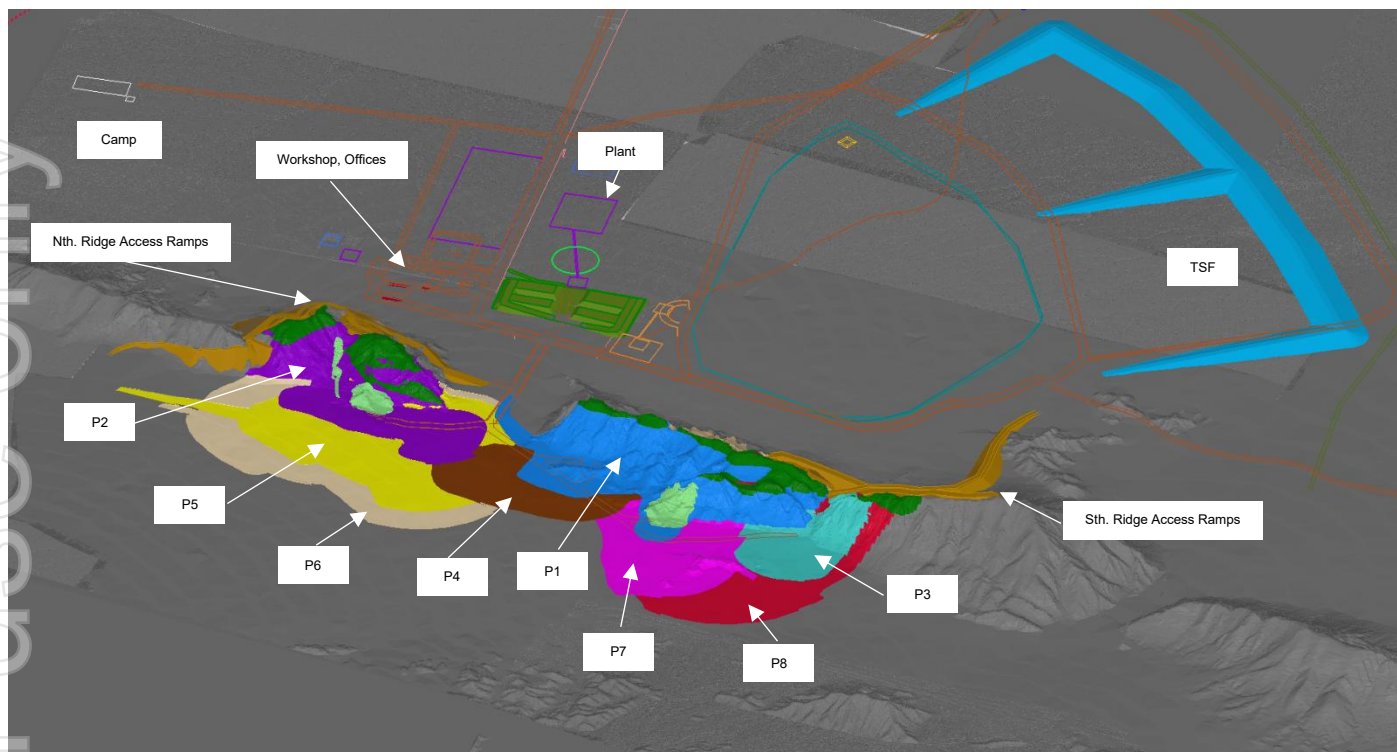 Camp
Workshop, Offices
Plant
Nth. Ridge Access Ramps
TSF
P2
P5
P6
P4
P1
Sth. Ridge Access Ramps
P3
P7
P8